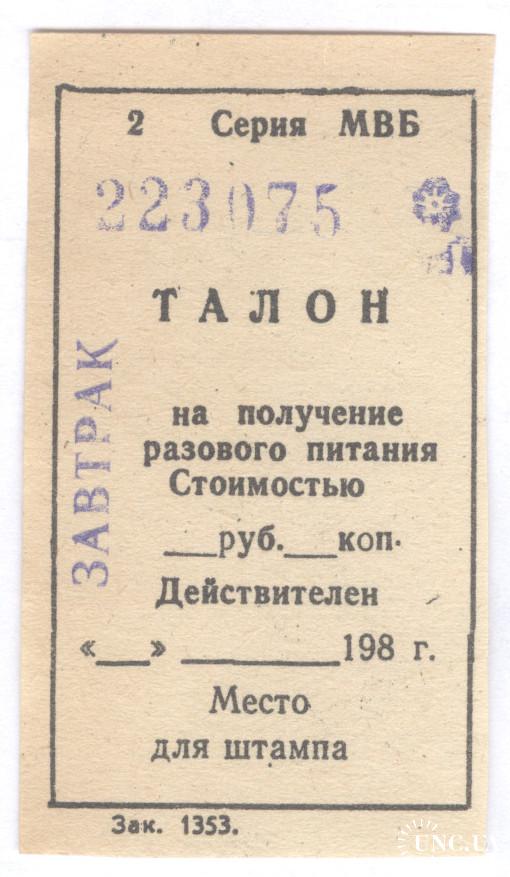 2 Серия МВБ
223075
ТАЛОН
ЗАВТРАК
на получение
разового питания
Стоимостью
___руб.___коп.
Действителен
«___» _________198 г.
Место
для штампа
Зак. 1353.
UNC.UA